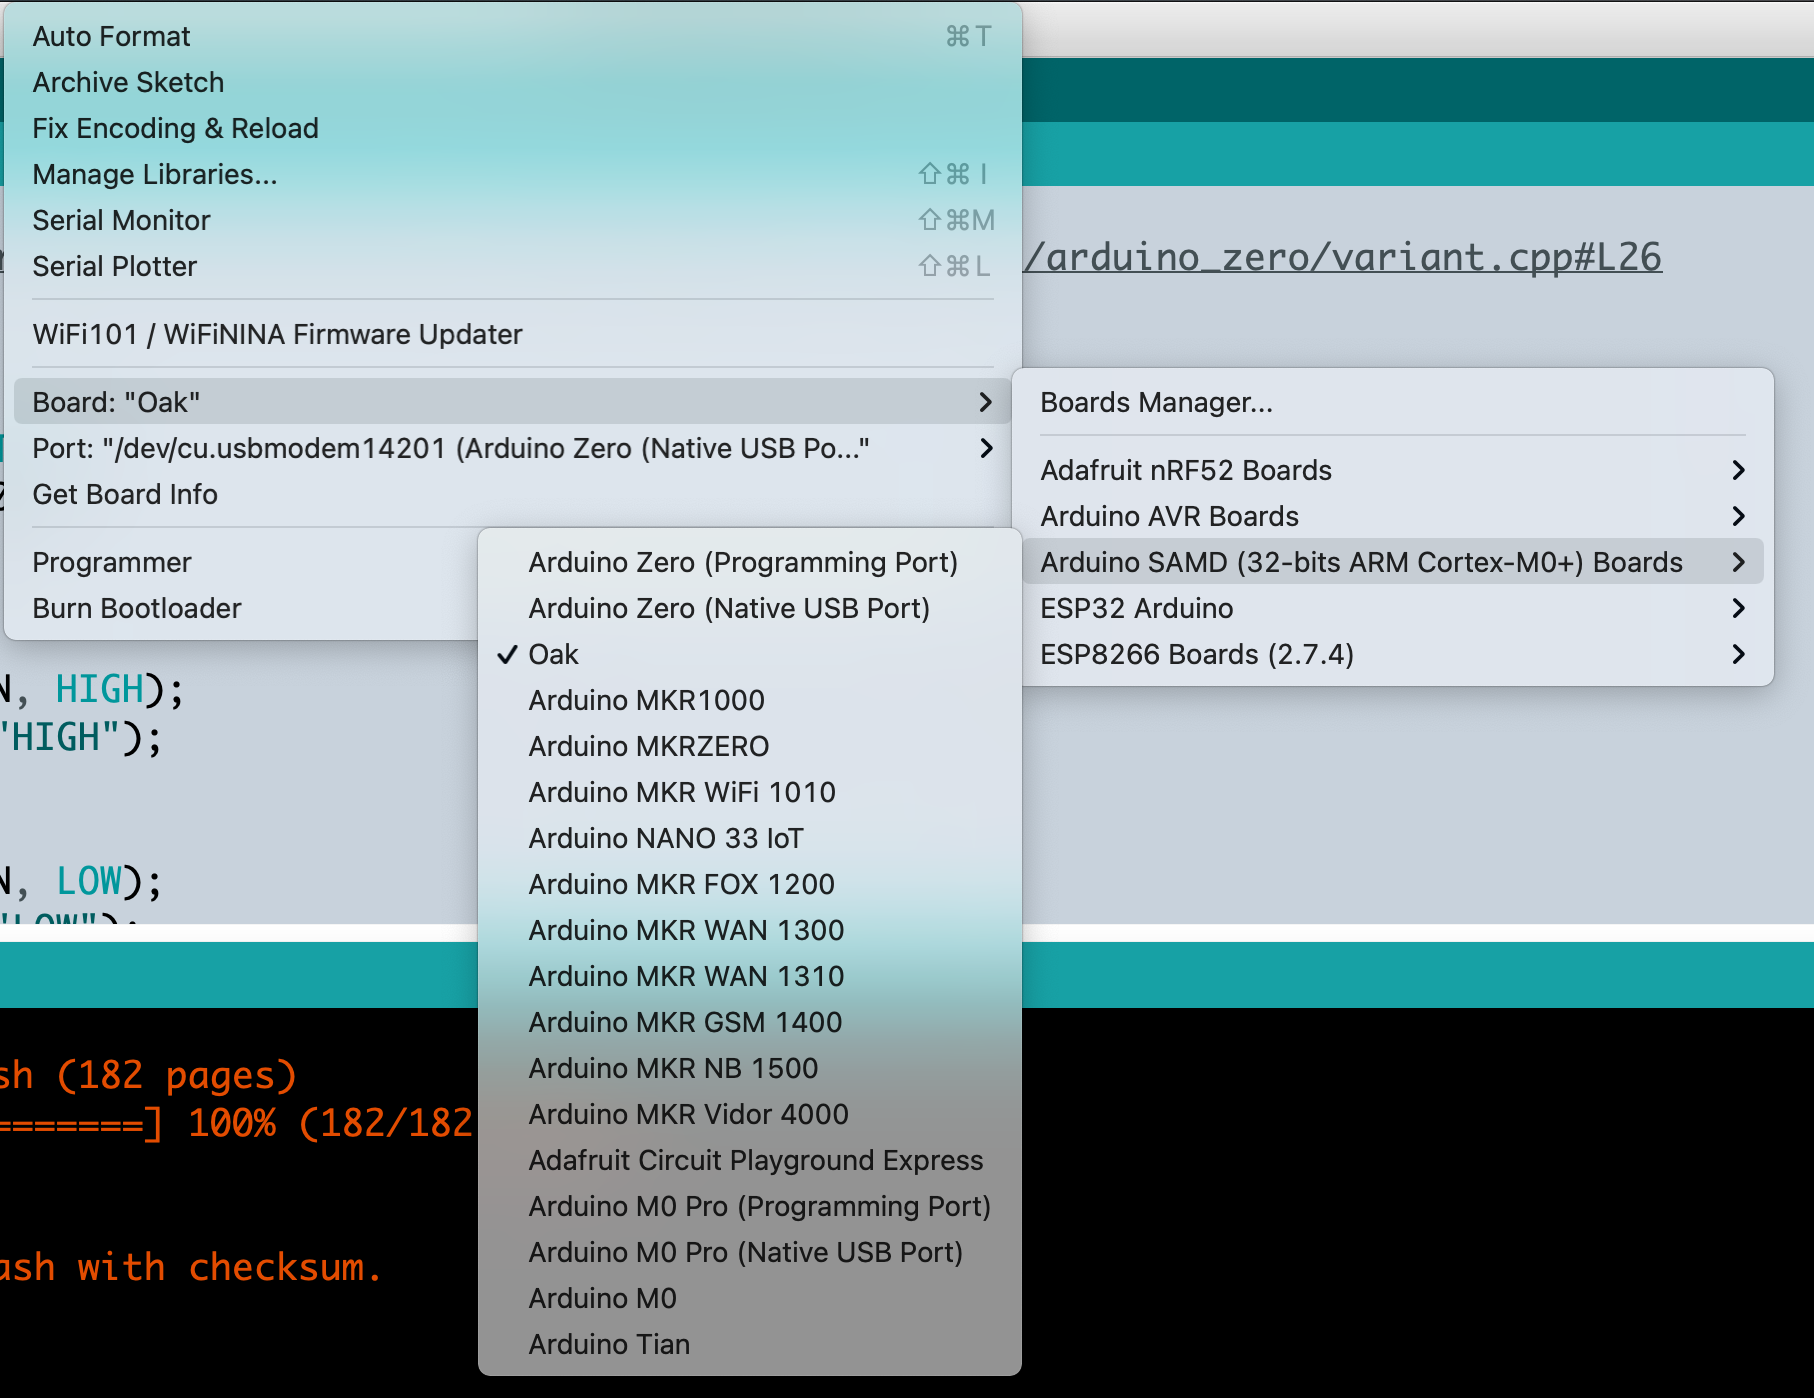 Auto Format ⌘T
Archive Sketch
Fix Encoding & Reload
Manage Libraries... ⇧⌘I
Serial Monitor ⇧⌘M
Serial Plotter ⇧⌘L
/arduino_zero/variant.cpp#L26
WiFi101 / WiFiNINA Firmware Updater
Board: "Oak"
Port: "/dev/cu.usbmodem14201 (Arduino Zero (Native USB Po..."
Get Board Info
Programmer
Burn Bootloader
Boards Manager...
Adafruit nRF52 Boards
Arduino AVR Boards
Arduino SAMD (32-bits ARM Cortex-M0+) Boards
ESP32 Arduino
ESP8266 Boards (2.7.4)
Arduino Zero (Programming Port)
Arduino Zero (Native USB Port)
✓ Oak
Arduino MKR1000
Arduino MKRZERO
Arduino MKR WiFi 1010
Arduino NANO 33 IoT
Arduino MKR FOX 1200
Arduino MKR WAN 1300
Arduino MKR WAN 1310
Arduino MKR GSM 1400
Arduino MKR NB 1500
Arduino MKR Vidor 4000
Adafruit Circuit Playground Express
Arduino M0 Pro (Programming Port)
Arduino M0 Pro (Native USB Port)
Arduino M0
Arduino Tian
N, HIGH);
"HIGH");
N, LOW);
"LOW");
sh (182 pages)
=======] 100% (182/182
ash with checksum.